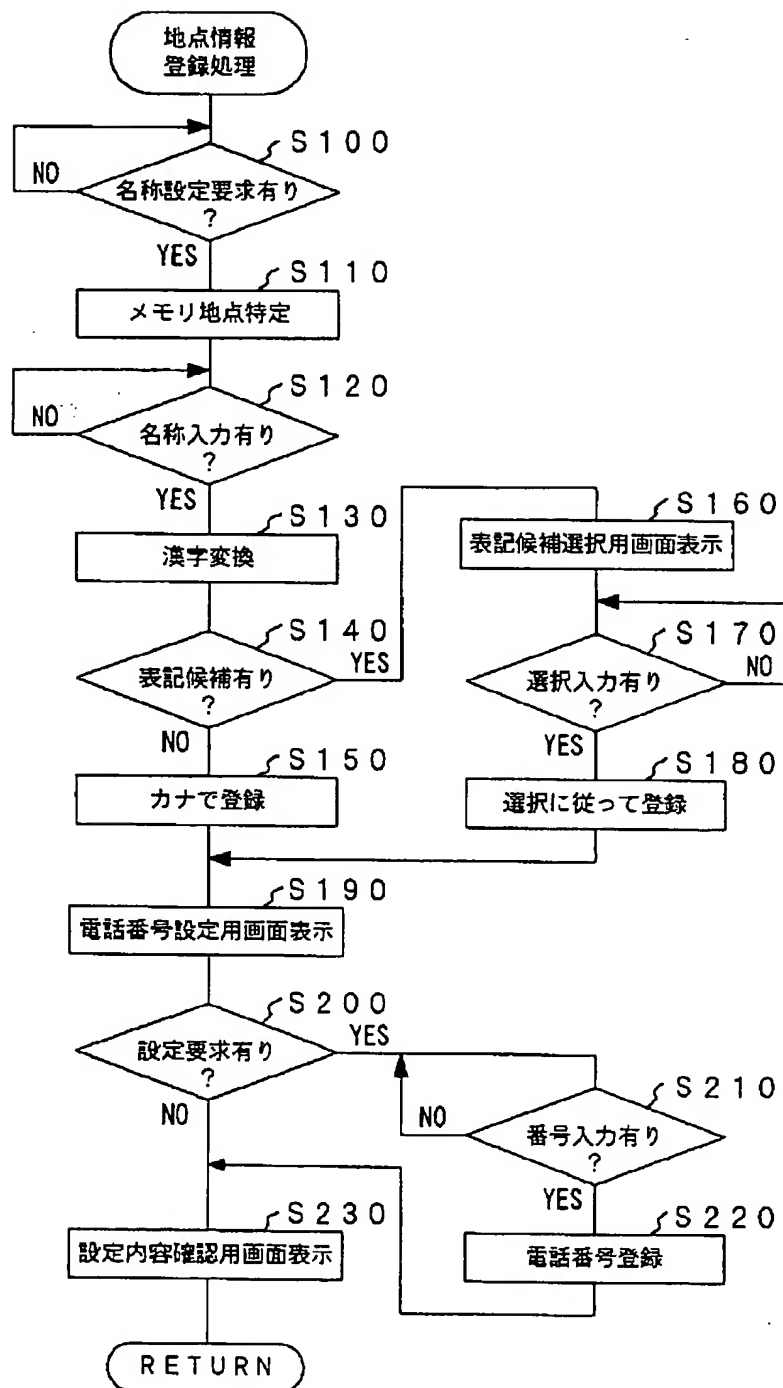 地点情報
登録処理
S100
NO
名称設定要求有り
?
YES
S110
メモリ地点特定
S120
NO
名称入力有り
?
YES
S130
漢字変換
S140
表記候補有り
?
YES
NO
S150
カナで登録
S160
表記候補選択用画面表示
S170
選択入力有り
?
NO
YES
S180
選択に従って登録
S190
電話番号設定用画面表示
S200
設定要求有り
?
YES
NO
S210
番号入力有り
?
NO
YES
S220
電話番号登録
S230
設定内容確認用画面表示
RETURN